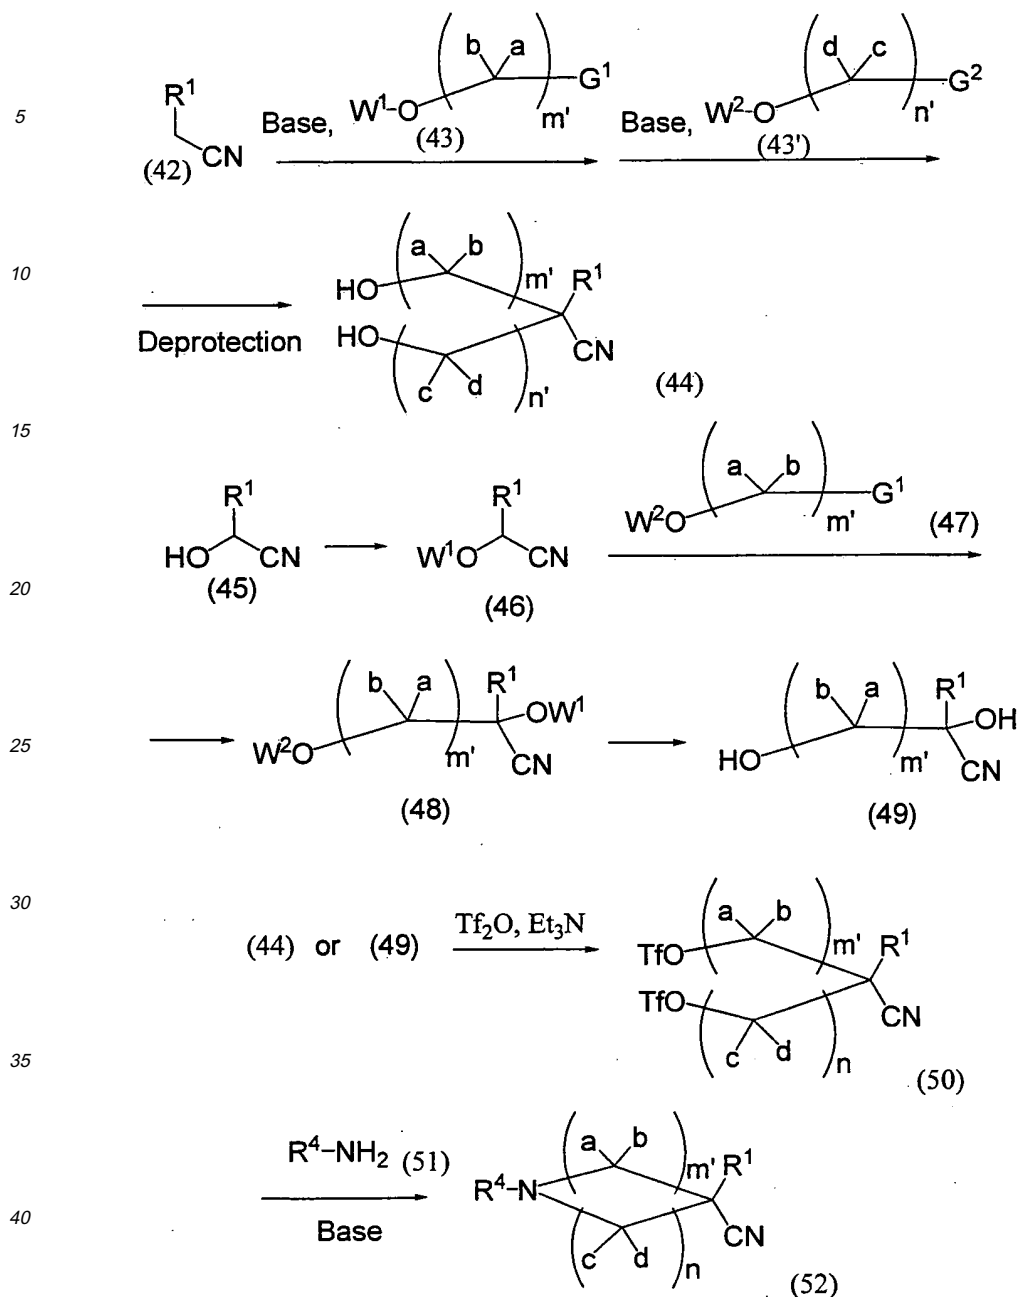 5
R¹
CN
(42)
Base,
b a
W¹-O
G¹
m'
(43)
Base,
d c
W²-O
G²
n'
(43')
10
Deprotection
a b
HO
m'
R¹
HO
CN
c d
n'
(44)
15
R¹
HO
CN
(45)
R¹
W¹O
CN
(46)
a b
W²O
G¹
m'
(47)
20
b a
R¹
OW¹
W²O
m'
CN
(48)
25
b a
R¹
OH
HO
m'
CN
(49)
30
(44) or (49)
Tf₂O, Et₃N
a b
TfO
m'
R¹
TfO
CN
c d
n
(50)
35
R⁴-NH₂ (51)
Base
a b
m'
R¹
R⁴-N
CN
c d
n
(52)
40